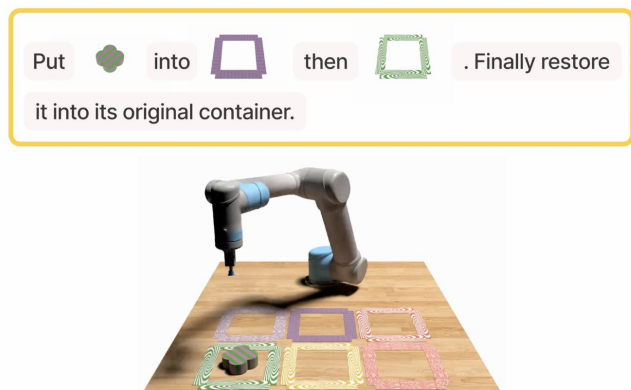 Put into then . Finally restore
it into its original container.